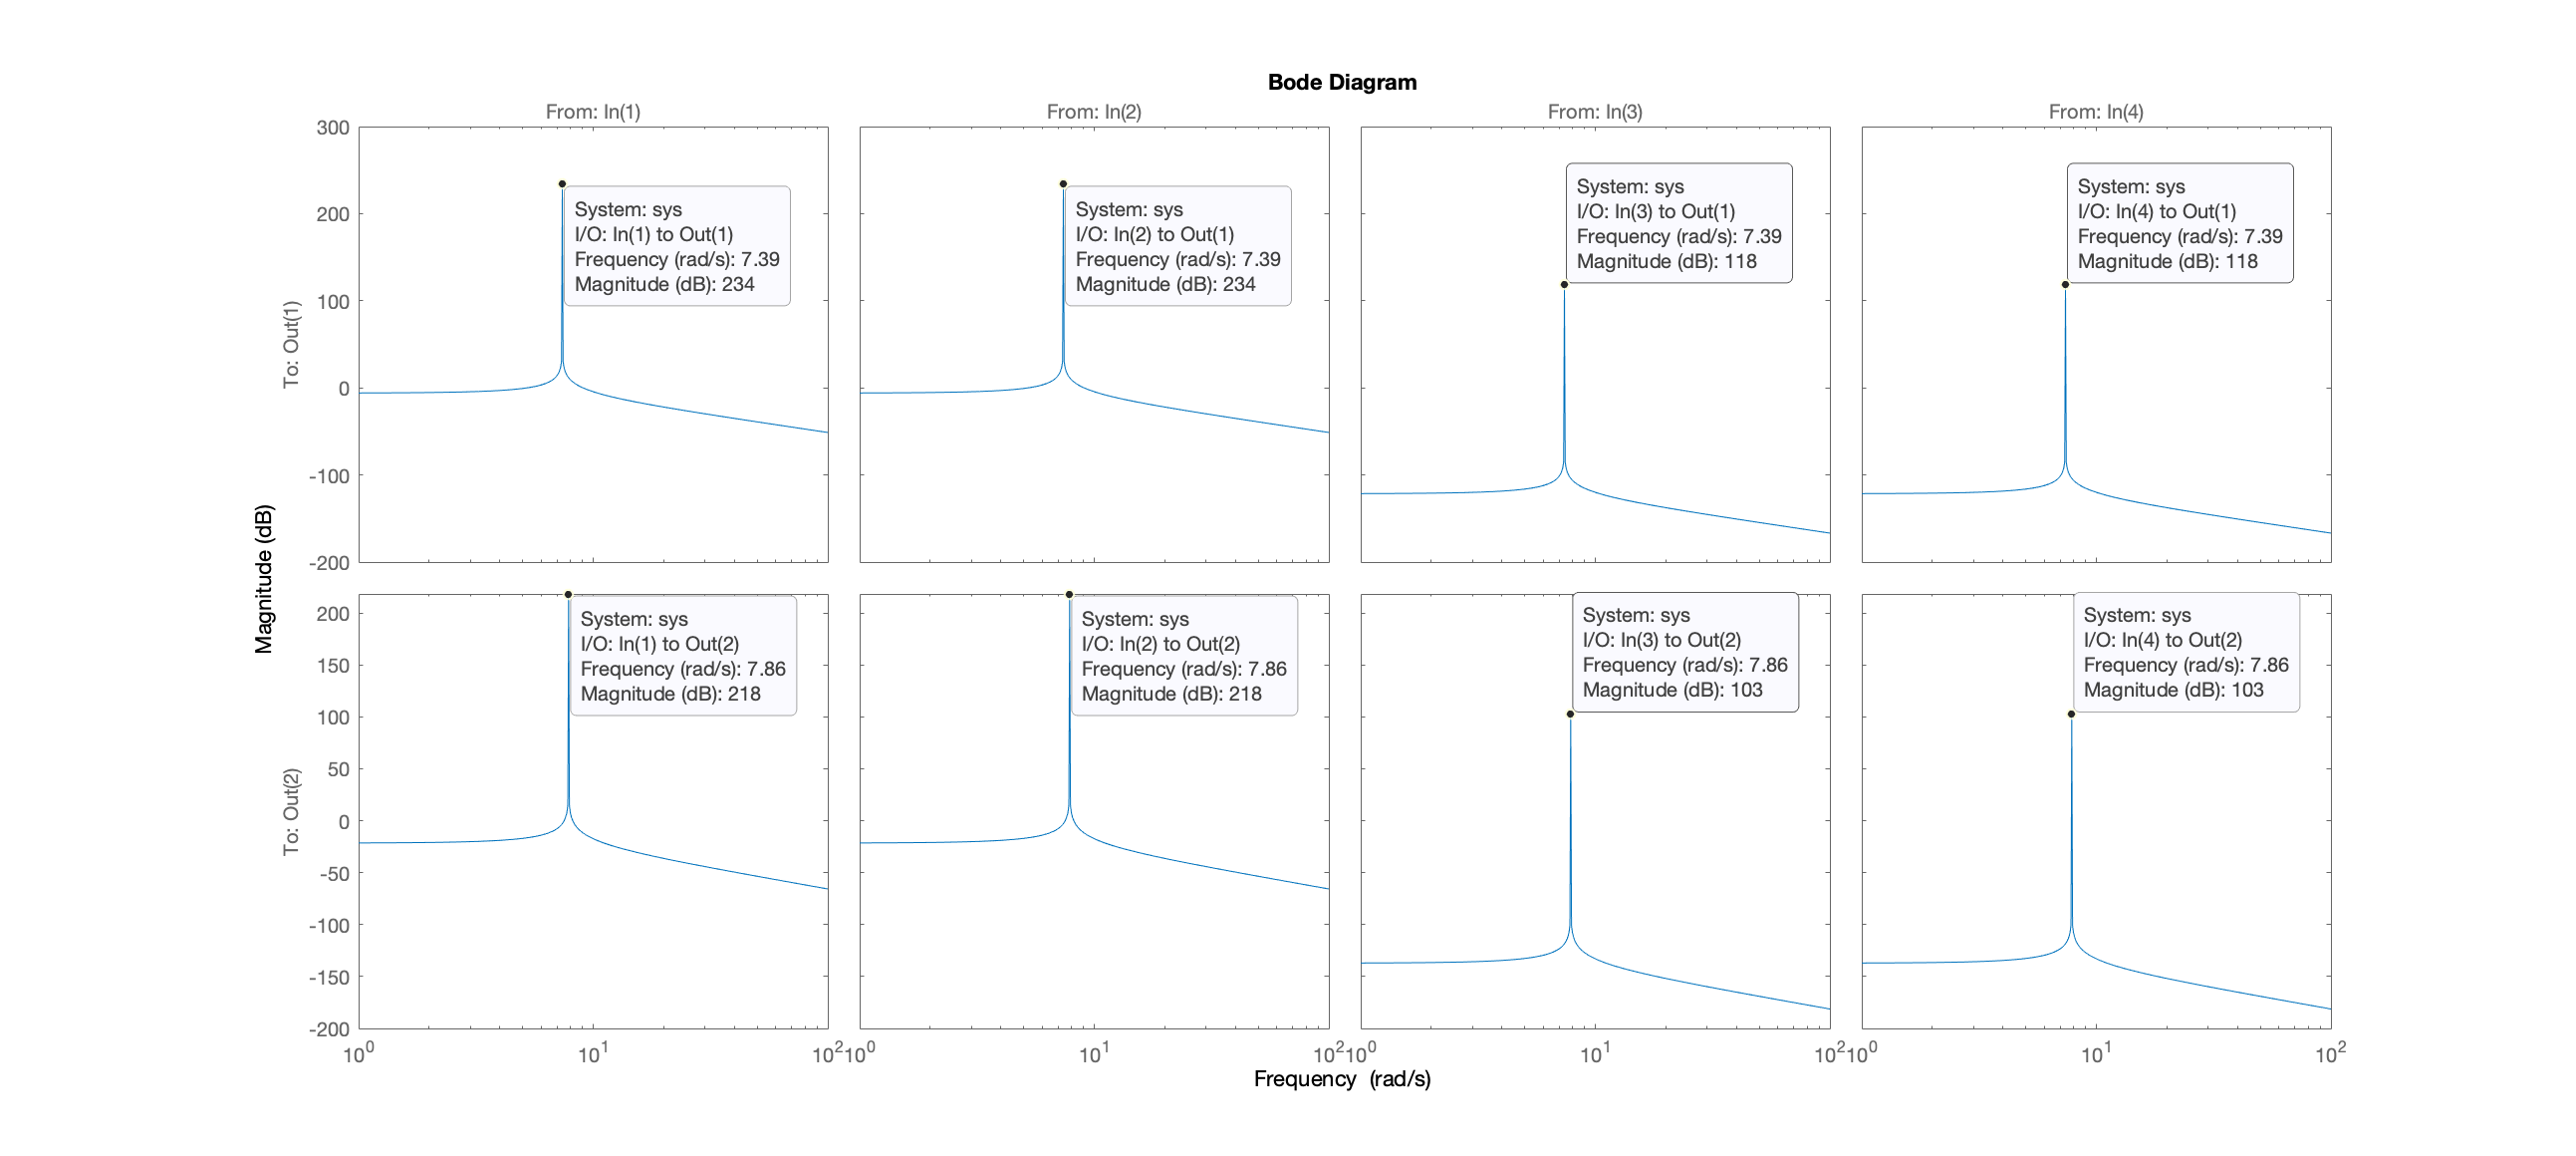 Bode Diagram
From: In(1)
From: In(2)
From: In(3)
From: In(4)
300
200
100
0
-100
-200
To: Out(1)
System: sys
I/O: In(1) to Out(1)
Frequency (rad/s): 7.39
Magnitude (dB): 234
System: sys
I/O: In(2) to Out(1)
Frequency (rad/s): 7.39
Magnitude (dB): 234
System: sys
I/O: In(3) to Out(1)
Frequency (rad/s): 7.39
Magnitude (dB): 118
System: sys
I/O: In(4) to Out(1)
Frequency (rad/s): 7.39
Magnitude (dB): 118
Magnitude (dB)
200
150
100
50
0
-50
-100
-150
-200
To: Out(2)
System: sys
I/O: In(1) to Out(2)
Frequency (rad/s): 7.86
Magnitude (dB): 218
System: sys
I/O: In(2) to Out(2)
Frequency (rad/s): 7.86
Magnitude (dB): 218
System: sys
I/O: In(3) to Out(2)
Frequency (rad/s): 7.86
Magnitude (dB): 103
System: sys
I/O: In(4) to Out(2)
Frequency (rad/s): 7.86
Magnitude (dB): 103
10⁰ 10¹ 10² 10⁰ 10¹ 10² 10⁰ 10¹ 10² 10⁰ 10¹ 10²
Frequency (rad/s)